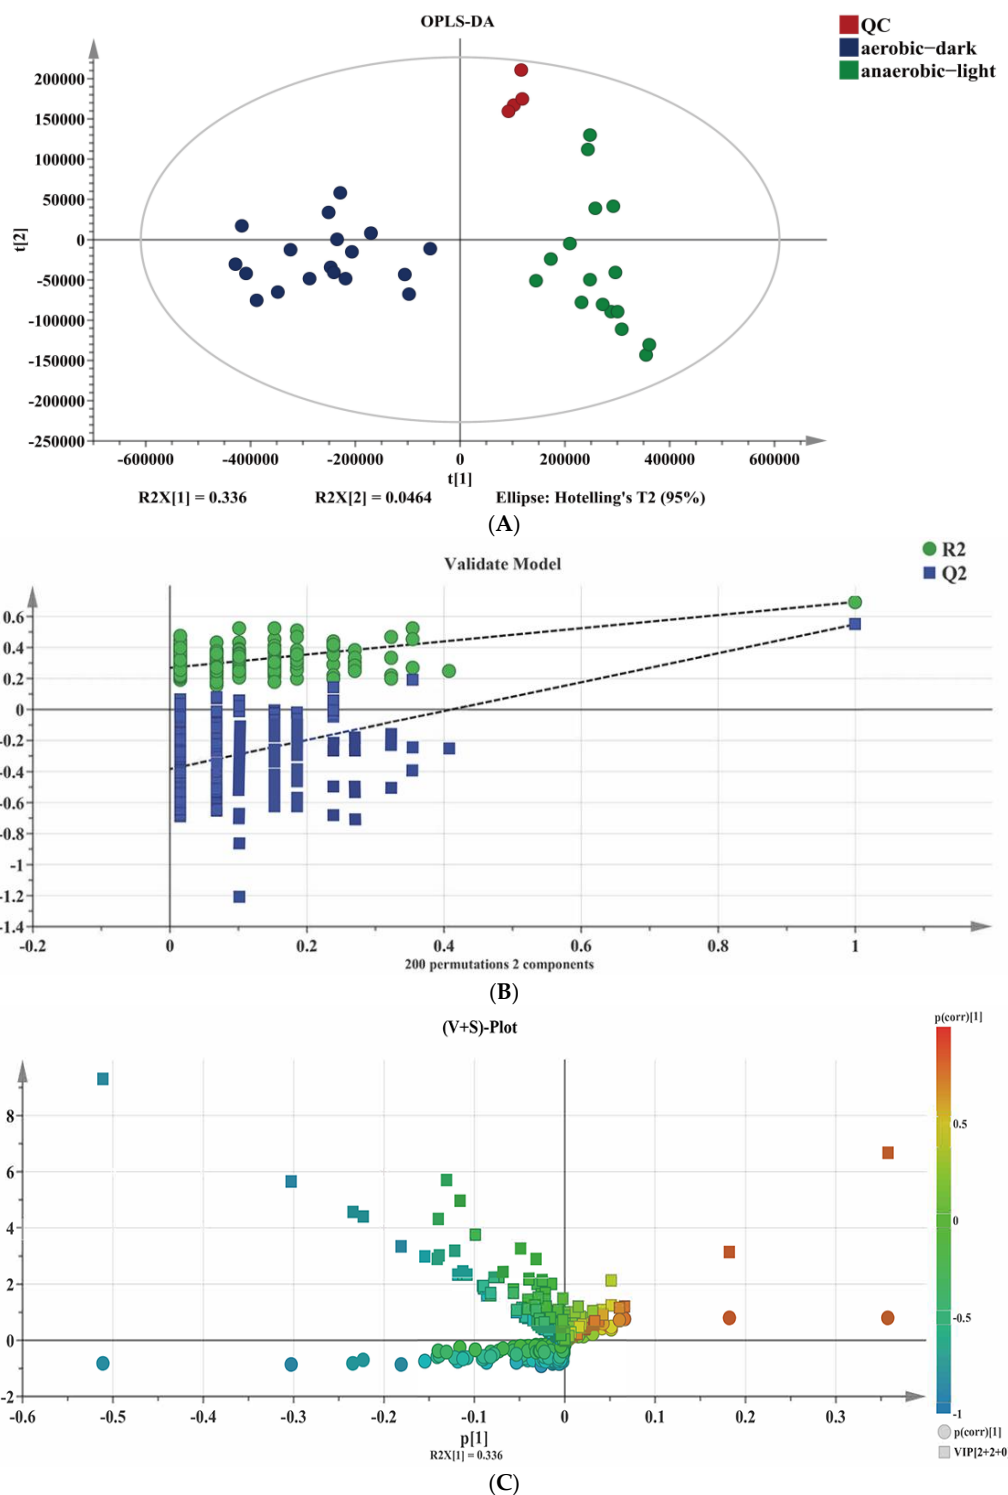 OPLS-DA
QC
aerobic−dark
anaerobic−light
200000
150000
100000
50000
0
-50000
-100000
-150000
-200000
-250000
t[2]
-600000 -400000 -200000 0 200000 400000 600000
t[1]
R2X[1] = 0.336 R2X[2] = 0.0464 Ellipse: Hotelling's T2 (95%)
(A)
Validate Model
R2
Q2
0.6
0.4
0.2
0
-0.2
-0.4
-0.6
-0.8
-1
-1.2
-1.4
-0.2 0 0.2 0.4 0.6 0.8 1
200 permutations 2 components
(B)
(V+S)-Plot
p(corr)[1]
8
6
4
2
0
-2
0.5
0
-0.5
-1
-0.6 -0.5 -0.4 -0.3 -0.2 -0.1 0 0.1 0.2 0.3
p[1]
R2X[1] = 0.336
p(corr)[1]
VIP[2+2+0
(C)